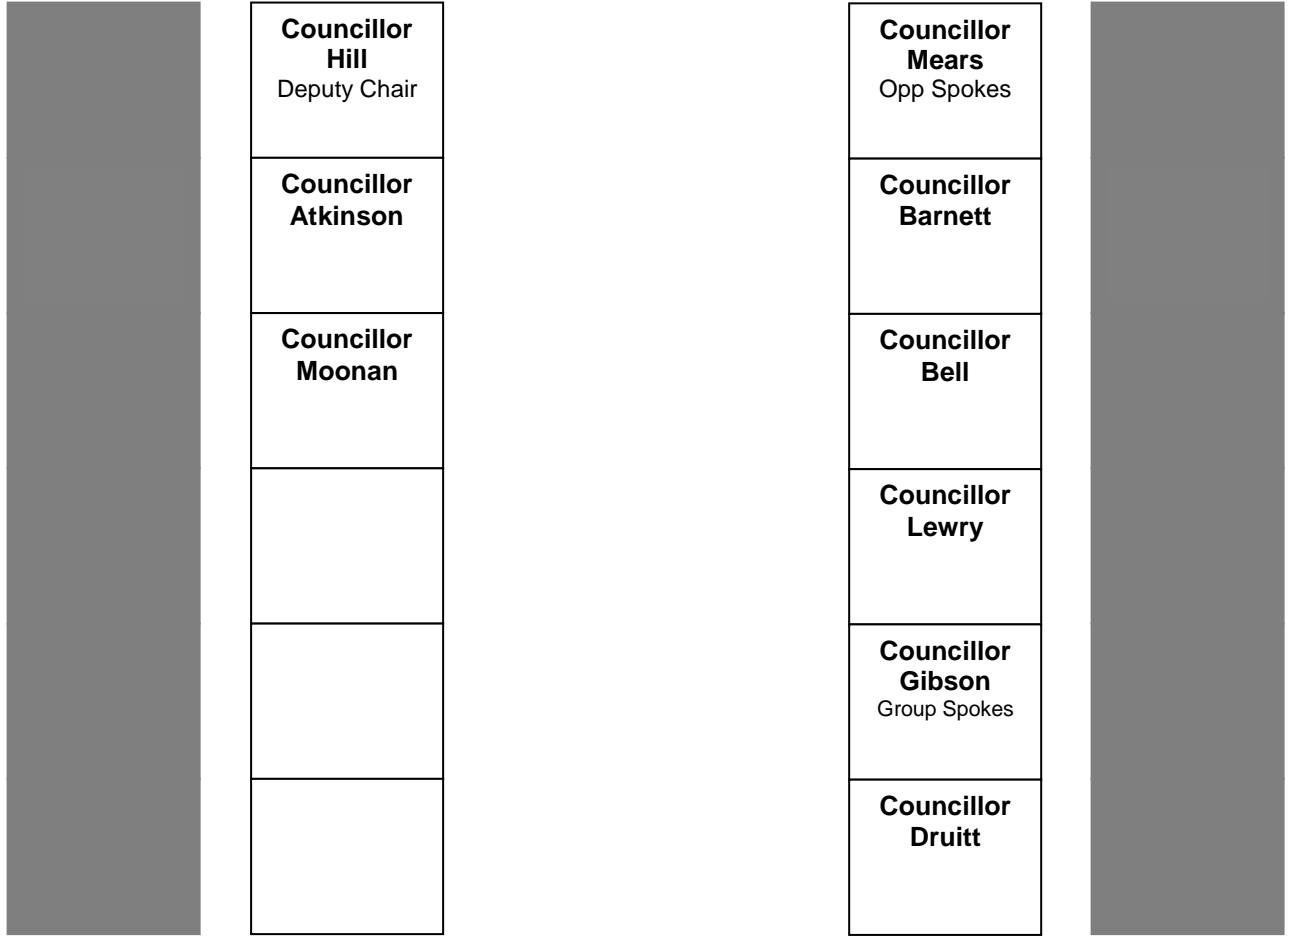 Councillor
Hill
Deputy Chair
Councillor
Atkinson
Councillor
Moonan
Councillor
Mears
Opp Spokes
Councillor
Barnett
Councillor
Bell
Councillor
Lewry
Councillor
Gibson
Group Spokes
Councillor
Druitt